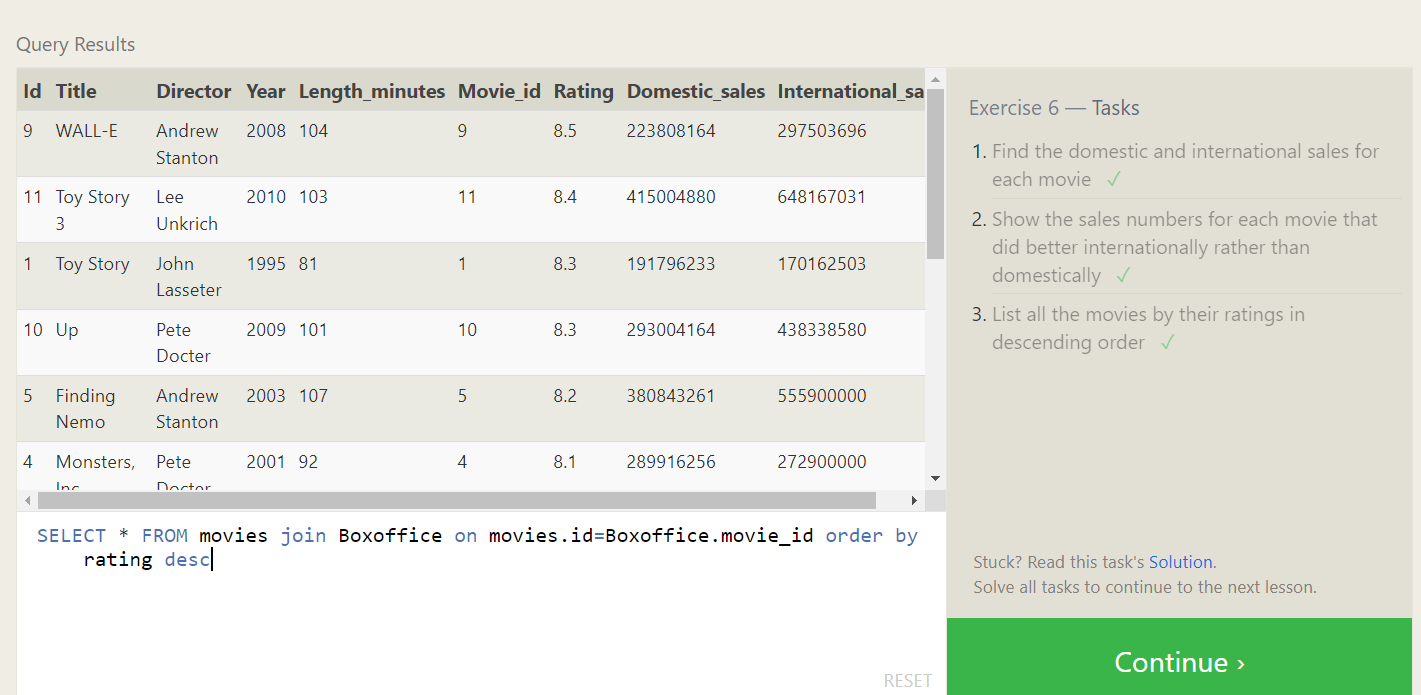 Query Results
Id Title Director Year Length_minutes Movie_id Rating Domestic_sales International_sa
9 WALL-E Andrew Stanton 2008 104 9 8.5 223808164 297503696
11 Toy Story 3 Lee Unkrich 2010 103 11 8.4 415004880 648167031
1 Toy Story John Lasseter 1995 81 1 8.3 191796233 170162503
10 Up Pete Docter 2009 101 10 8.3 293004164 438338580
5 Finding Nemo Andrew Stanton 2003 107 5 8.2 380843261 555900000
4 Monsters, Inc Pete Docter 2001 92 4 8.1 289916256 272900000
SELECT * FROM movies join Boxoffice on movies.id=Boxoffice.movie_id order by
rating desc
RESET
Exercise 6 — Tasks
1. Find the domestic and international sales for
each movie ✓
2. Show the sales numbers for each movie that
did better internationally rather than
domestically ✓
3. List all the movies by their ratings in
descending order ✓
Stuck? Read this task's Solution.
Solve all tasks to continue to the next lesson.
Continue ›